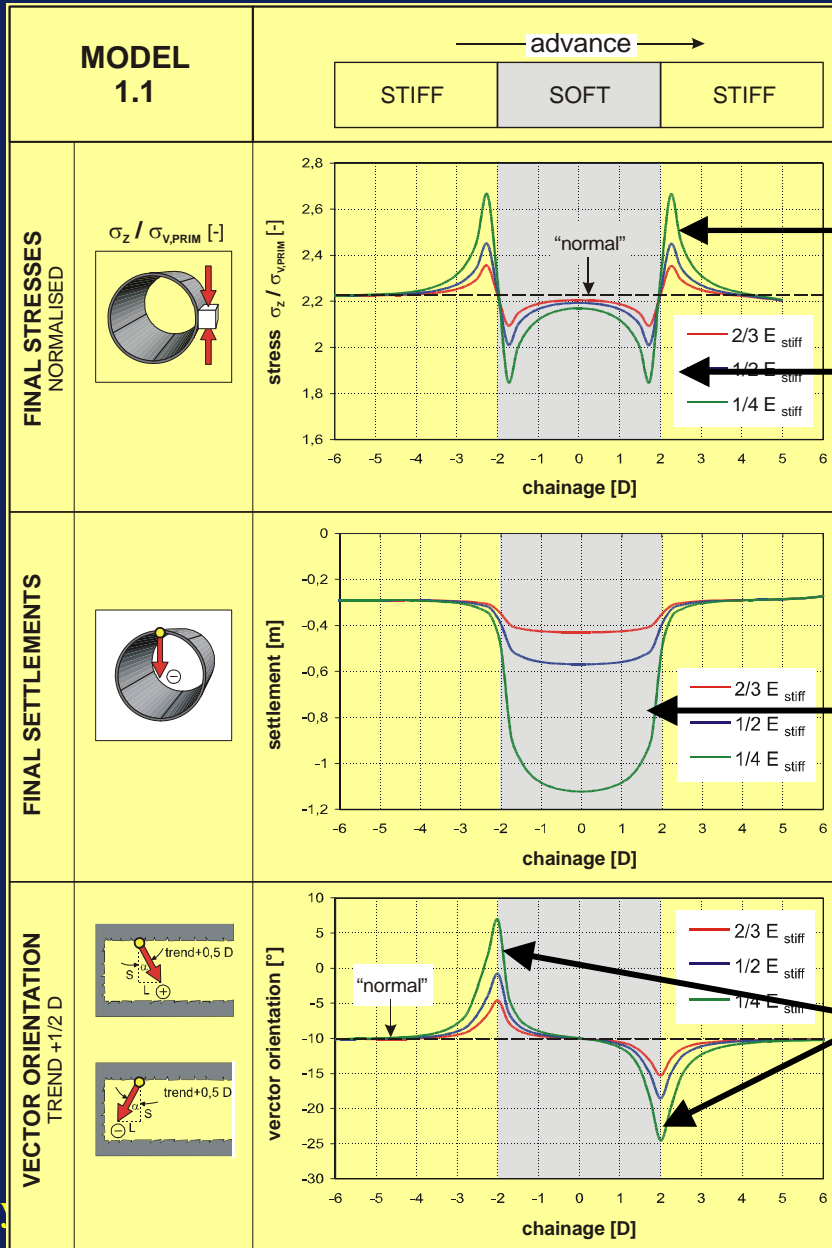 MODEL
1.1
advance
STIFF SOFT STIFF
FINAL STRESSES
NORMALISED
σZ / σV,PRIM [-]
stress σZ / σV,PRIM [-]
2,8
2,6
2,4
2,2
2
1,8
1,6
"normal"
2/3 E stiff
1/2 E stiff
1/4 E stiff
-6 -5 -4 -3 -2 -1 0 1 2 3 4 5 6
chainage [D]
FINAL SETTLEMENTS
settlement [m]
0
-0,2
-0,4
-0,6
-0,8
-1
-1,2
2/3 E stiff
1/2 E stiff
1/4 E stiff
-6 -5 -4 -3 -2 -1 0 1 2 3 4 5 6
chainage [D]
VECTOR ORIENTATION
TREND +1/2 D
trend+0,5 D
S α
L +
trend+0,5 D
α S
L
verctor orientation [°]
10
5
0
-5
-10
-15
-20
-25
-30
"normal"
2/3 E stiff
1/2 E stiff
1/4 E stiff
-6 -5 -4 -3 -2 -1 0 1 2 3 4 5 6
chainage [D]